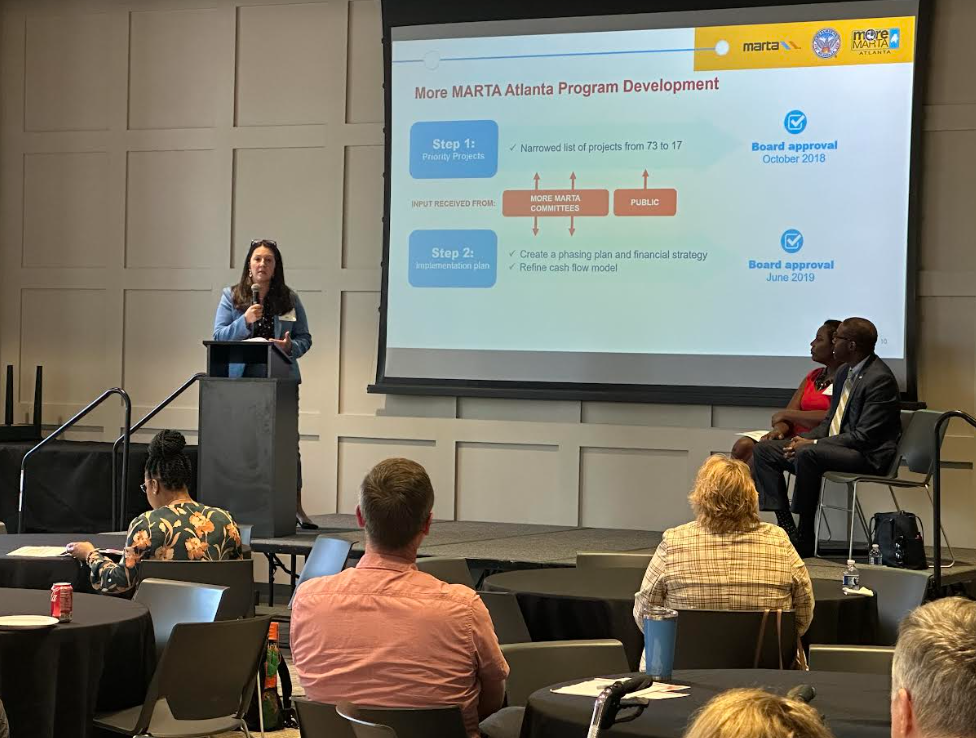 marta
more
MARTA
ATLANTA
More MARTA Atlanta Program Development
Step 1:
Priority Projects
✓ Narrowed list of projects from 73 to 17
Board approval
October 2018
INPUT RECEIVED FROM:
MORE MARTA
COMMITTEES
PUBLIC
Step 2:
Implementation plan
✓ Create a phasing plan and financial strategy
✓ Refine cash flow model
Board approval
June 2019
10